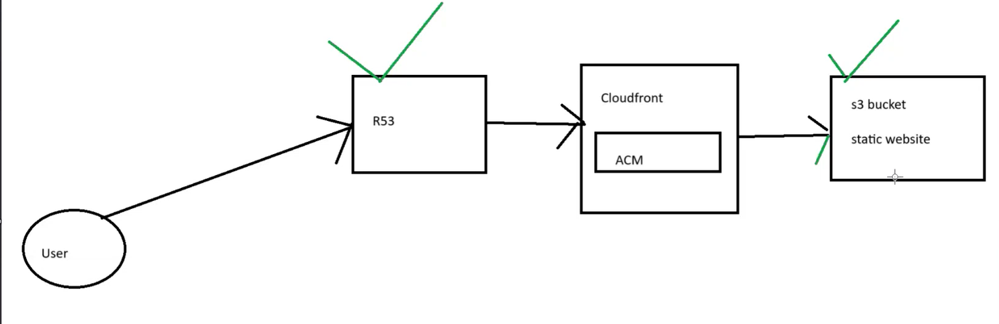 R53
Cloudfront
ACM
s3 bucket
static website
User